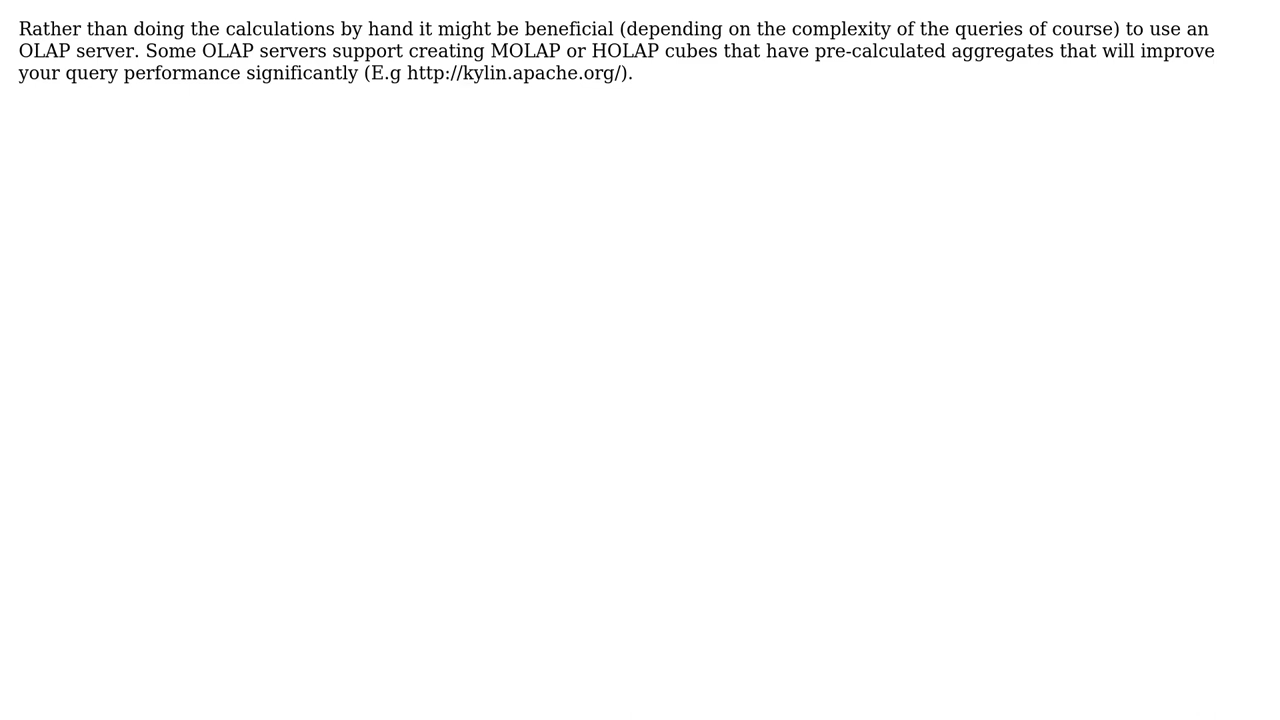 Rather than doing the calculations by hand it might be beneficial (depending on the complexity of the queries of course) to use an
OLAP server. Some OLAP servers support creating MOLAP or HOLAP cubes that have pre-calculated aggregates that will improve
your query performance significantly (E.g http://kylin.apache.org/).